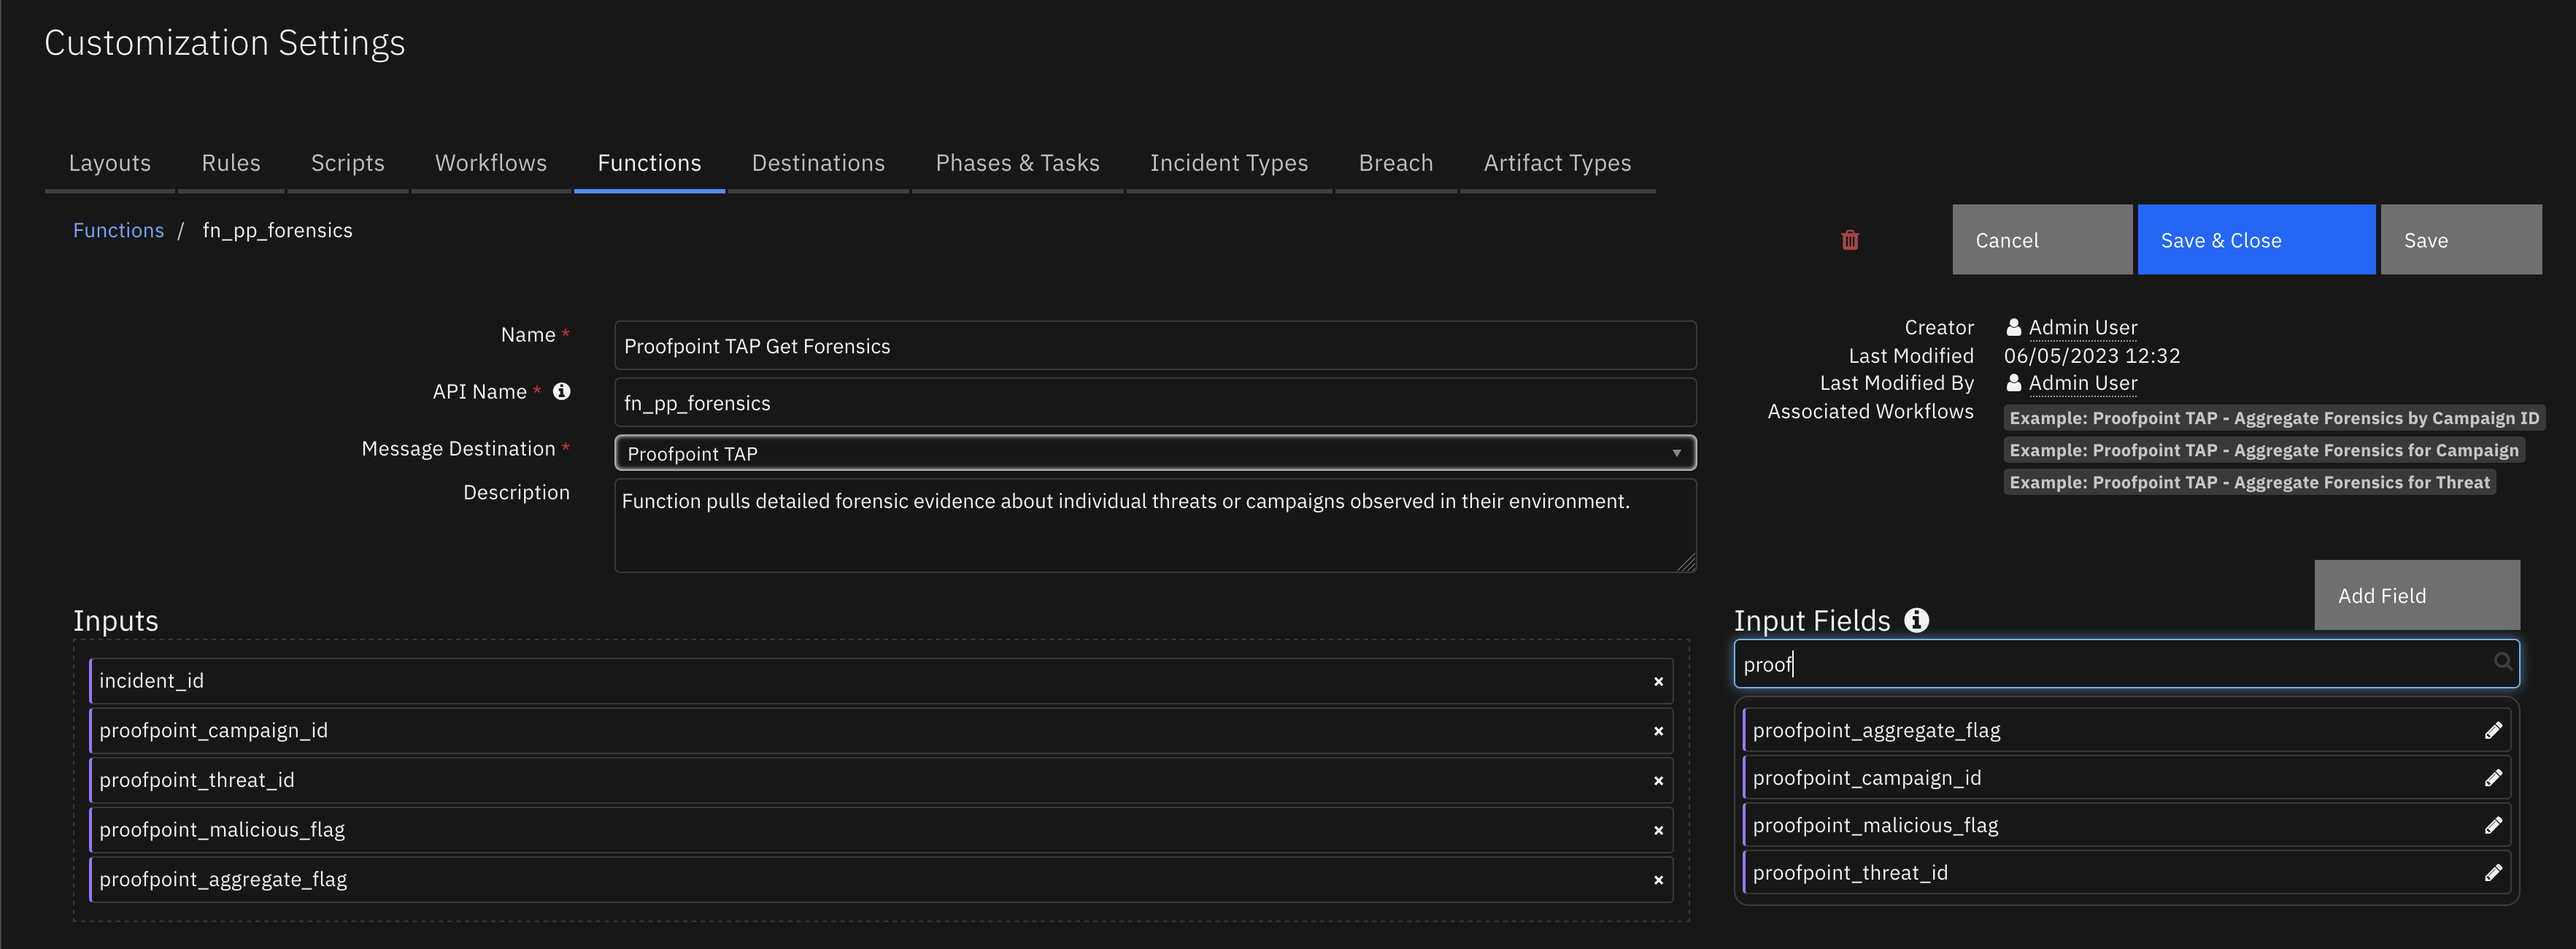 Customization Settings
Layouts Rules Scripts Workflows Functions Destinations Phases & Tasks Incident Types Breach Artifact Types
Functions / fn_pp_forensics
Cancel Save & Close Save
Name * Proofpoint TAP Get Forensics
API Name * fn_pp_forensics
Message Destination * Proofpoint TAP
Description Function pulls detailed forensic evidence about individual threats or campaigns observed in their environment.
Creator Admin User
Last Modified 06/05/2023 12:32
Last Modified By Admin User
Associated Workflows Example: Proofpoint TAP - Aggregate Forensics by Campaign ID
Example: Proofpoint TAP - Aggregate Forensics for Campaign
Example: Proofpoint TAP - Aggregate Forensics for Threat
Inputs
incident_id
proofpoint_campaign_id
proofpoint_threat_id
proofpoint_malicious_flag
proofpoint_aggregate_flag
Add Field
Input Fields
proof
proofpoint_aggregate_flag
proofpoint_campaign_id
proofpoint_malicious_flag
proofpoint_threat_id